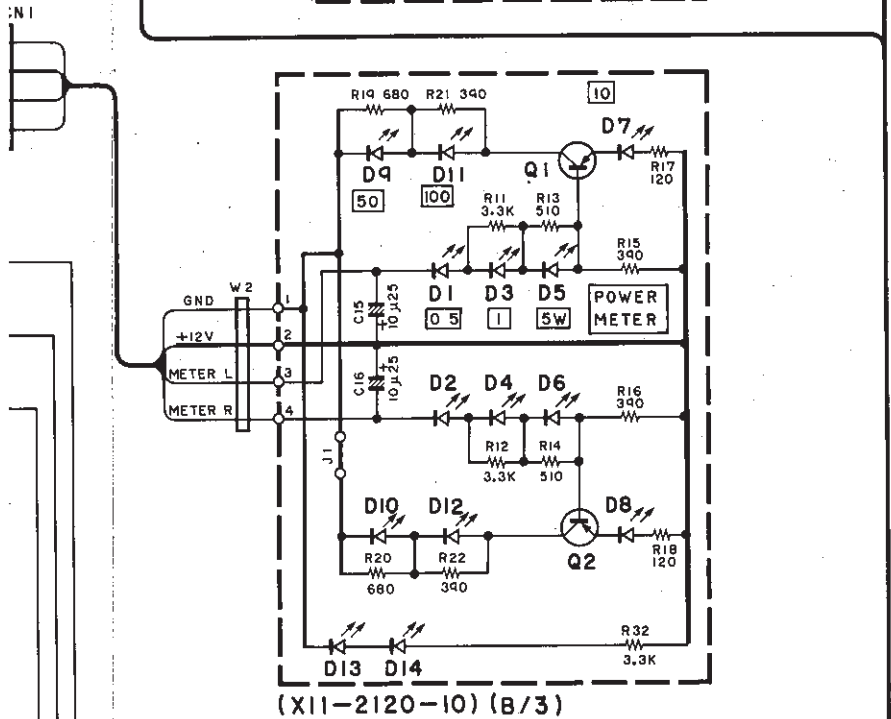 CN1
R19 680 R21 390
10
D7
D9
D11
Q1
R17
120
50
100
R11
3.3K
R13
510
R15
390
W2
GND
1
C15
10µ25
+
D1
D3
D5
POWER
METER
0 5
1
5W
+12V
2
METER L
3
C16
10µ25
+
D2 D4 D6
R16
390
METER R
4
R12
3.3K
R14
510
J1
D10 D12
D8
R20
680
R22
390
Q2
R18
120
R32
3.3K
D13 D14
(X11-2120-10) (B/3)